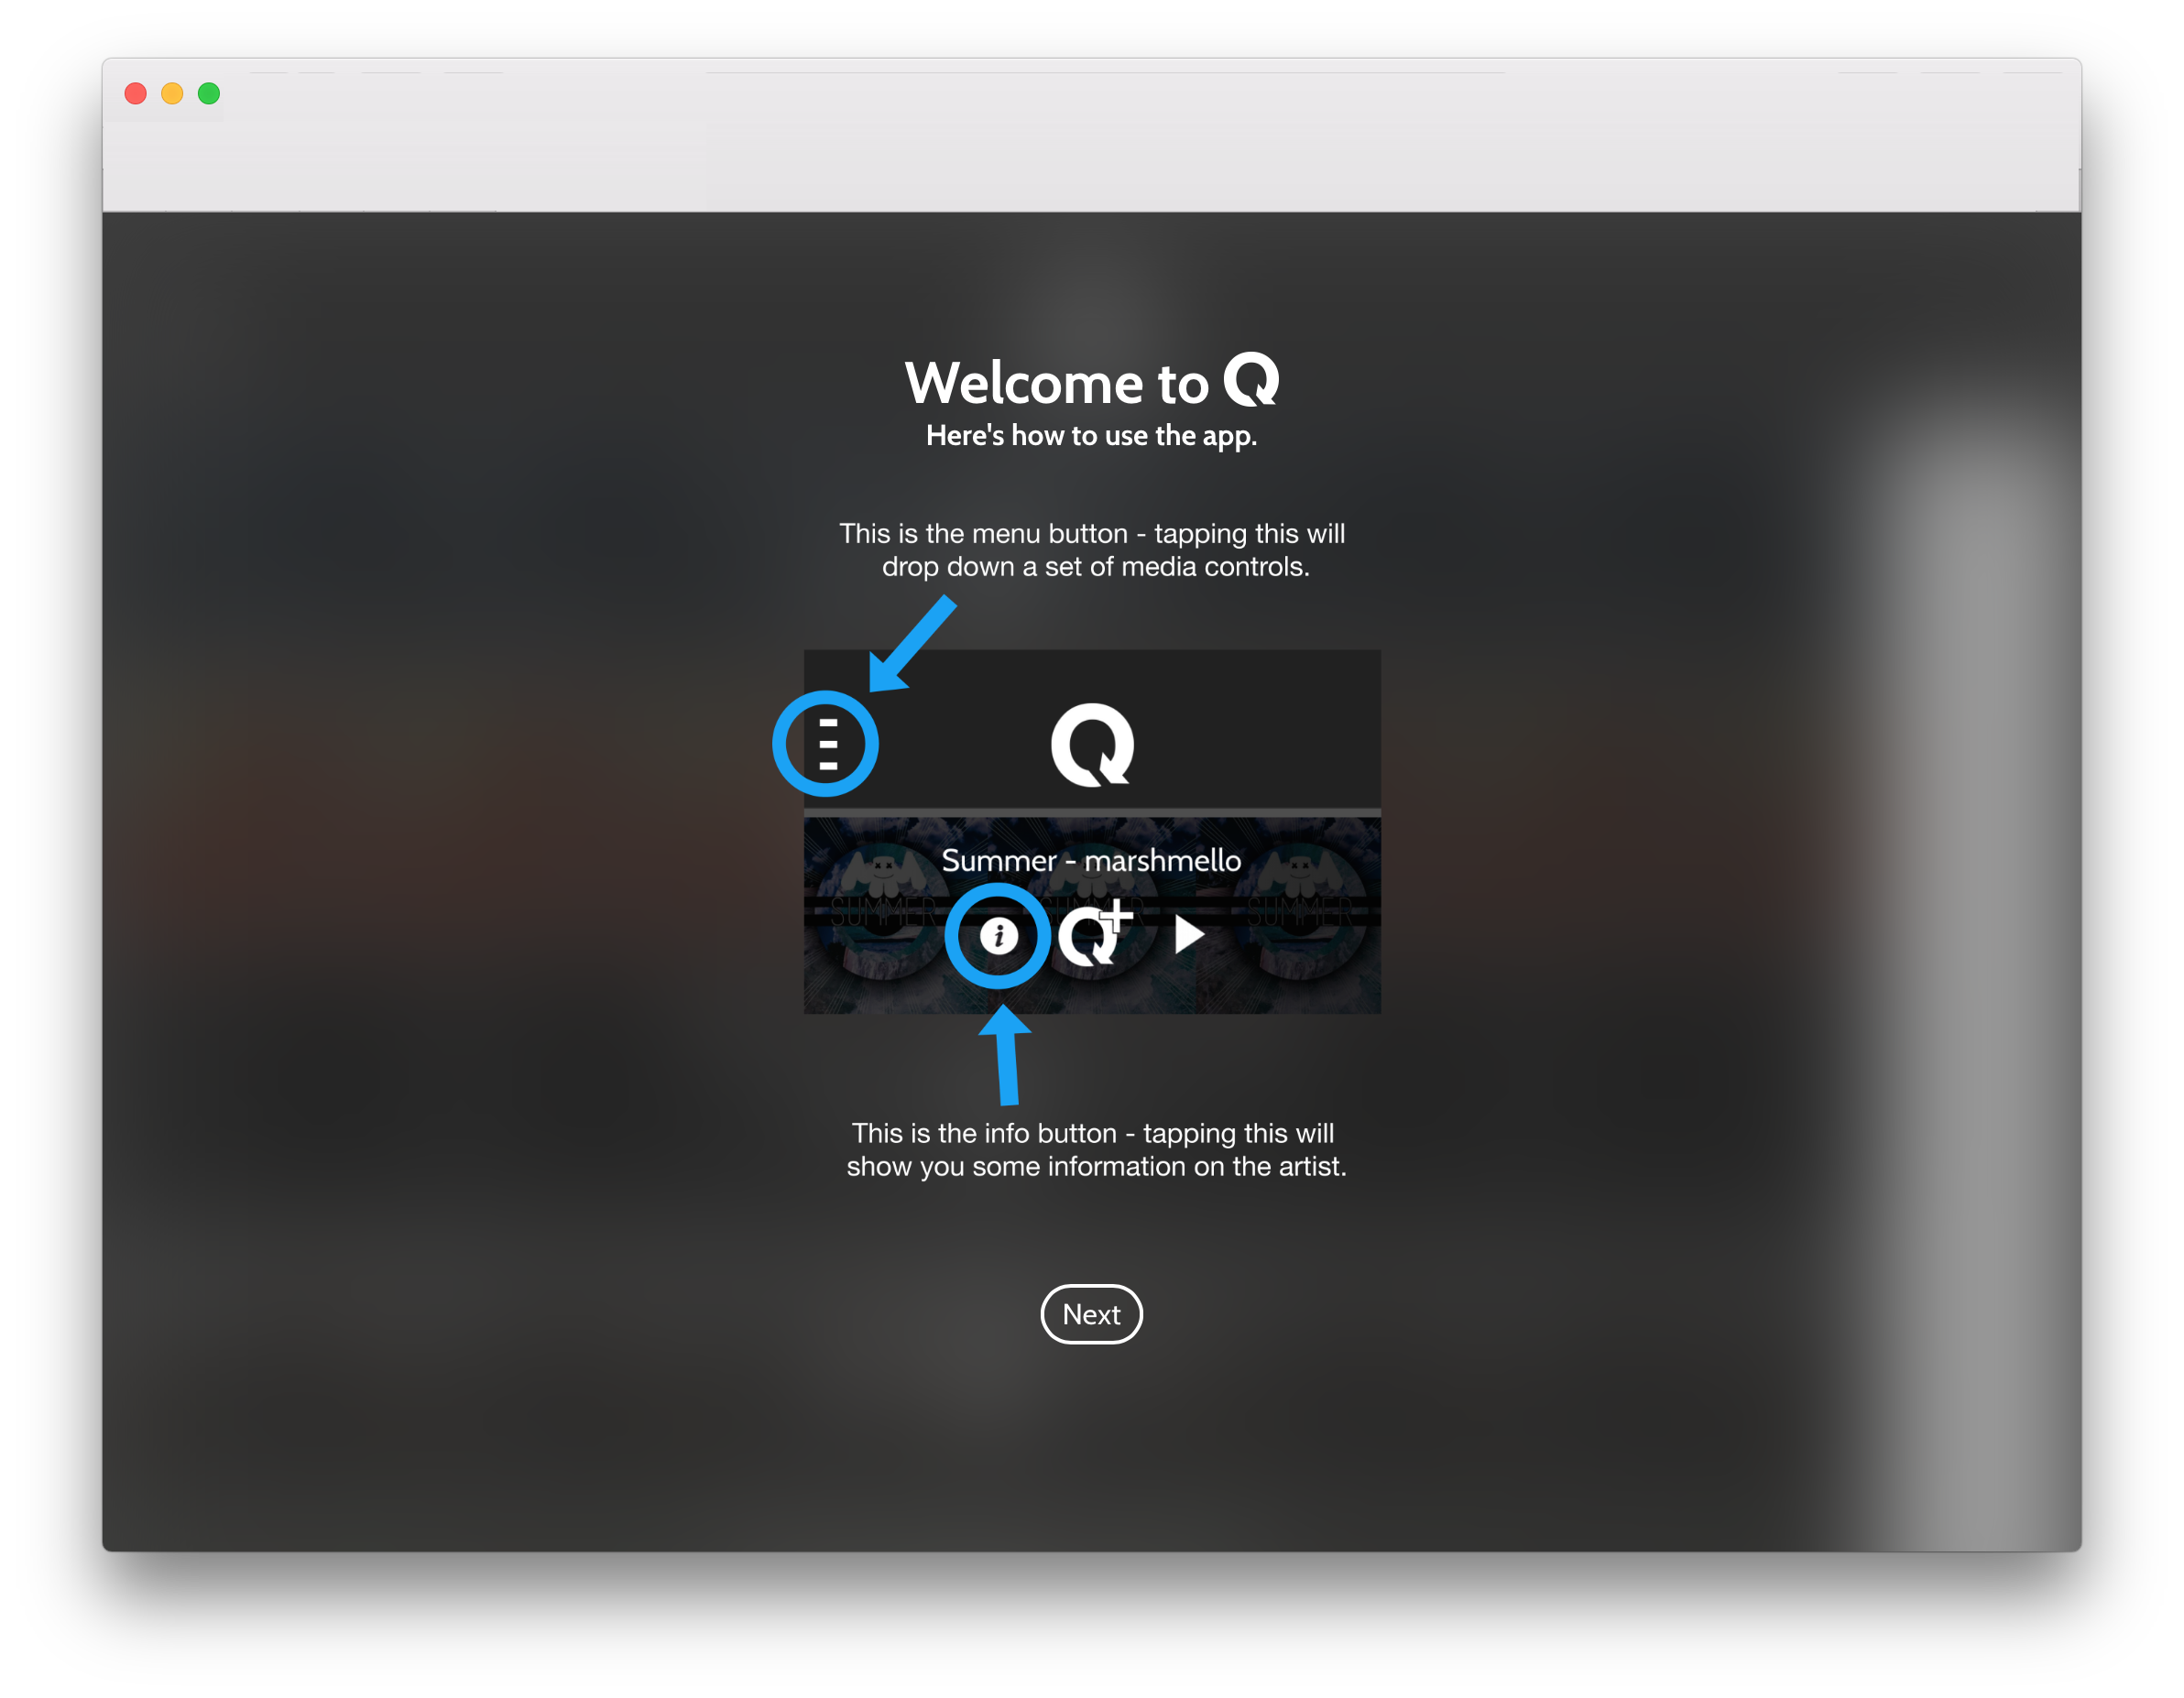 Welcome to Q
Here's how to use the app.
This is the menu button - tapping this will
drop down a set of media controls.
Q
Summer - marshmello
SUMMER SUMMER SUMMER
i Q+
This is the info button - tapping this will
show you some information on the artist.
Next